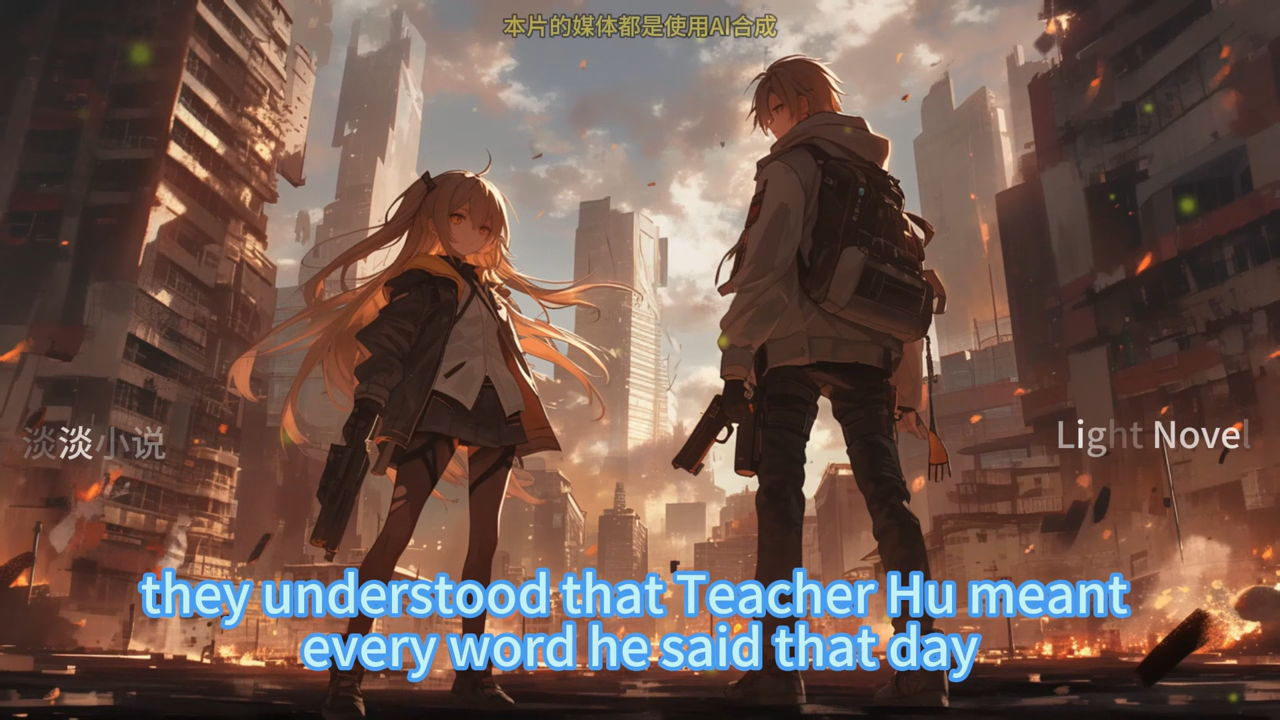 本片的媒体都是使用AI合成
淡淡小说
Light Novel
they understood that Teacher Hu meant
every word he said that day